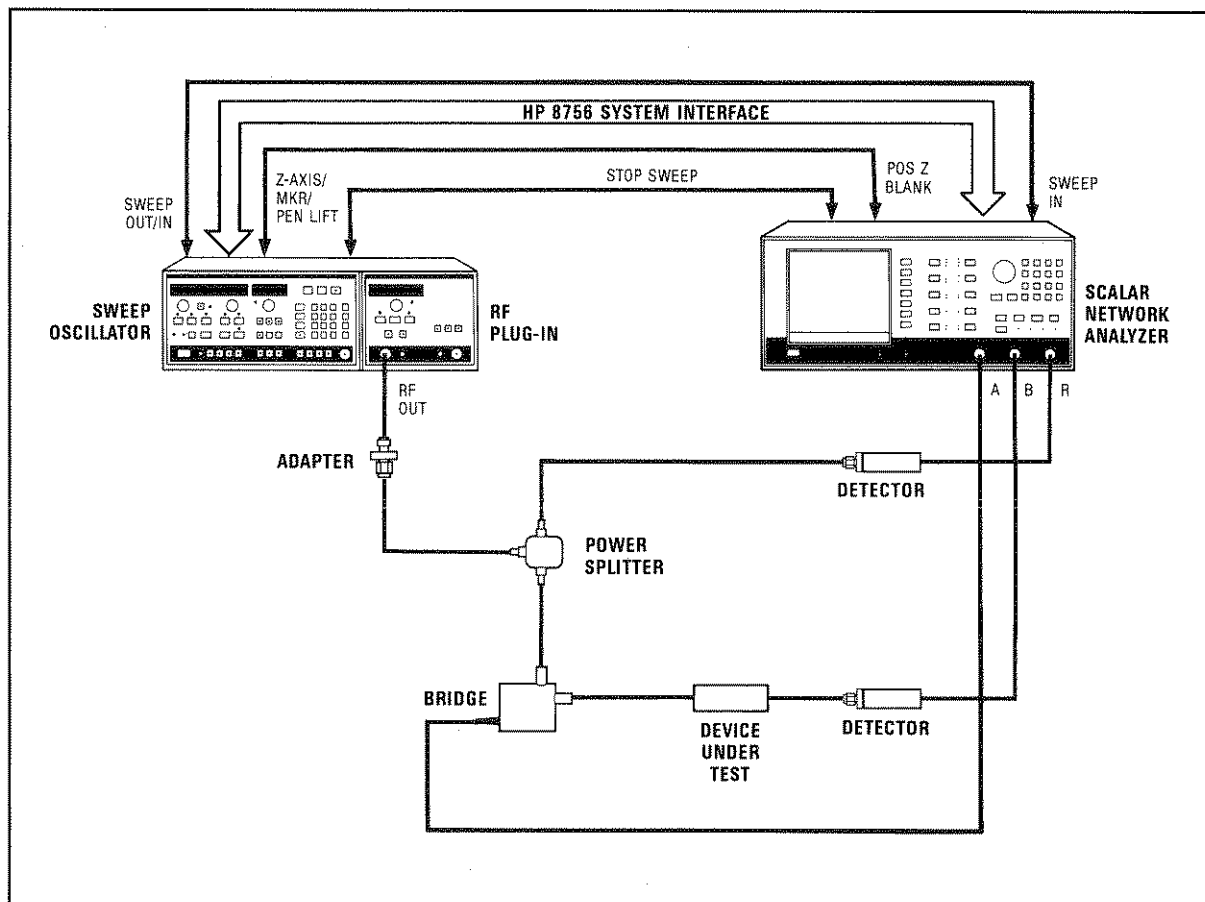 HP 8756 SYSTEM INTERFACE
SWEEP
OUT/IN
Z-AXIS/
MKR/
PEN LIFT
STOP SWEEP
POS Z
BLANK
SWEEP
IN
SWEEP
OSCILLATOR
RF
PLUG-IN
SCALAR
NETWORK
ANALYZER
RF
OUT
A
B
R
ADAPTER
DETECTOR
POWER
SPLITTER
BRIDGE
DEVICE
UNDER
TEST
DETECTOR